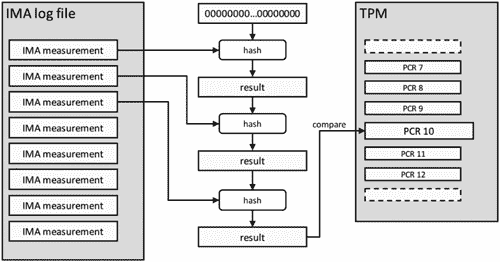 IMA log file
IMA measurement
IMA measurement
IMA measurement
IMA measurement
IMA measurement
IMA measurement
IMA measurement
IMA measurement
00000000...00000000
hash
result
hash
result
hash
result
compare
TPM
PCR 7
PCR 8
PCR 9
PCR 10
PCR 11
PCR 12